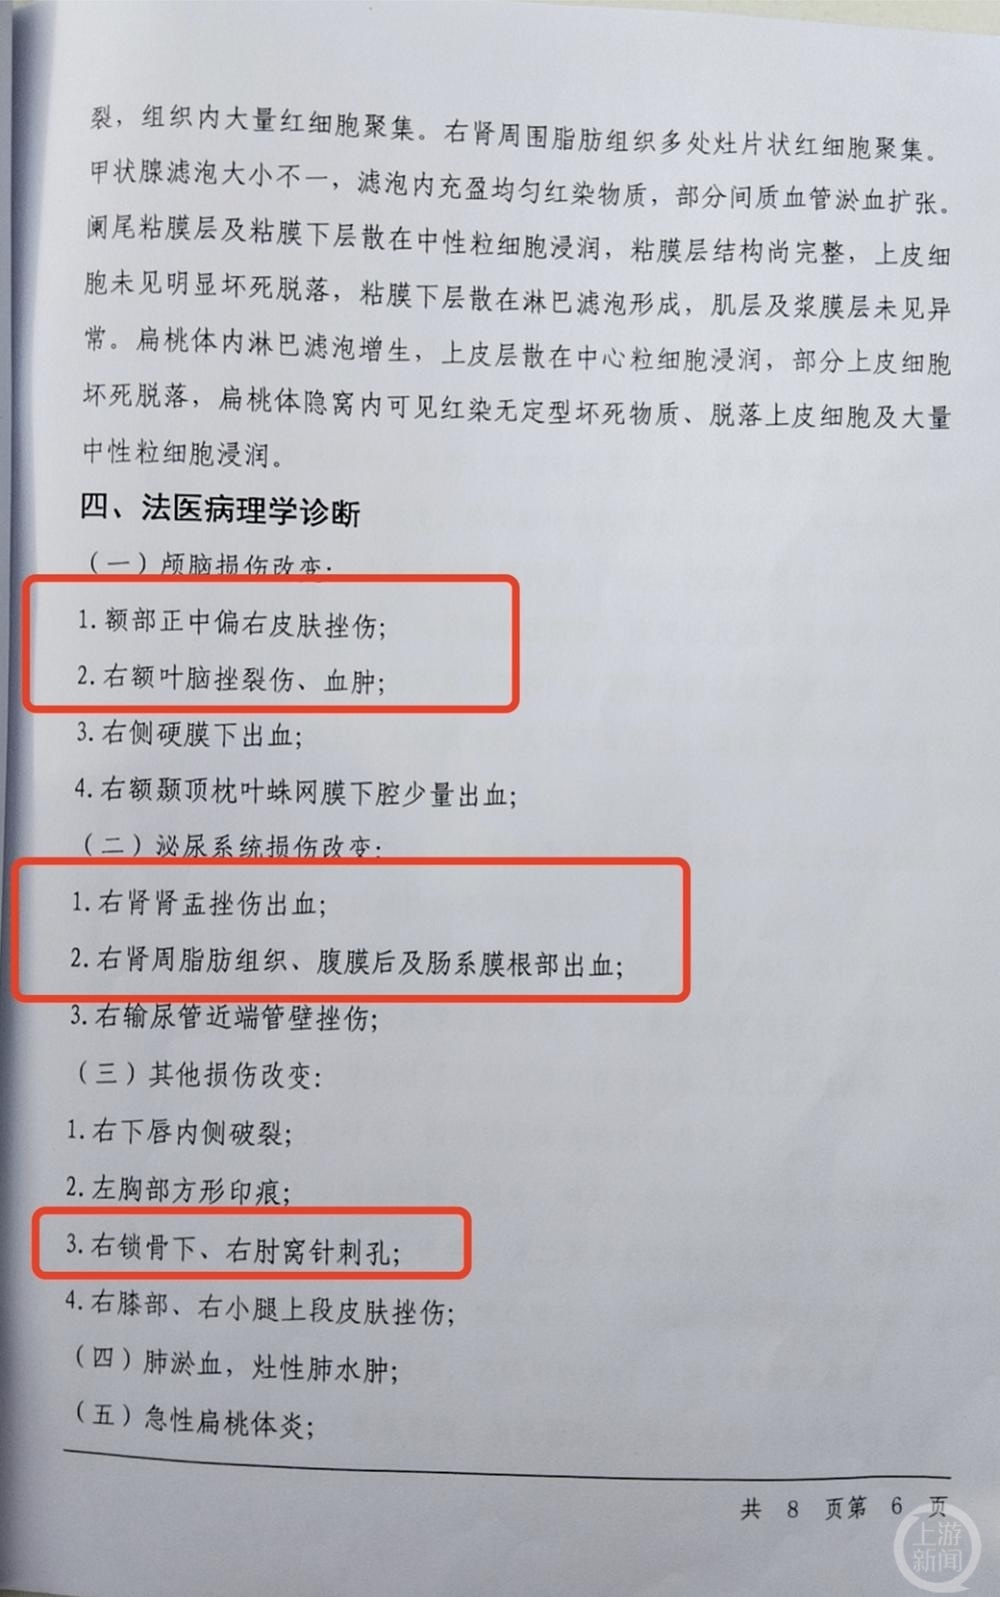 裂，组织内大量红细胞聚集。右肾周围脂肪组织多处灶片状红细胞聚集。
甲状腺滤泡大小不一，滤泡内充盈均匀红染物质，部分间质血管淤血扩张。
阑尾粘膜层及粘膜下层散在中性粒细胞浸润，粘膜层结构尚完整，上皮细
胞未见明显坏死脱落，粘膜下层散在淋巴滤泡形成，肌层及浆膜层未见异
常。扁桃体内淋巴滤泡增生，上皮层散在中心粒细胞浸润，部分上皮细胞
坏死脱落，扁桃体隐窝内可见红染无定型坏死物质、脱落上皮细胞及大量
中性粒细胞浸润。
四、法医病理学诊断
（一）颅脑损伤改变:
1.额部正中偏右皮肤挫伤;
2.右额叶脑挫裂伤、血肿;
3.右侧硬膜下出血;
4.右额颞顶枕叶蛛网膜下腔少量出血;
（二）泌尿系统损伤改变:
1.右肾肾盂挫伤出血;
2.右肾周脂肪组织、腹膜后及肠系膜根部出血;
3.右输尿管近端管壁挫伤;
（三）其他损伤改变:
1.右下唇内侧破裂;
2.左胸部方形印痕;
3.右锁骨下、右肘窝针刺孔;
4.右膝部、右小腿上段皮肤挫伤;
（四）肺淤血，灶性肺水肿;
（五）急性扁桃体炎;
共 8 页第 6 页
上游
新闻